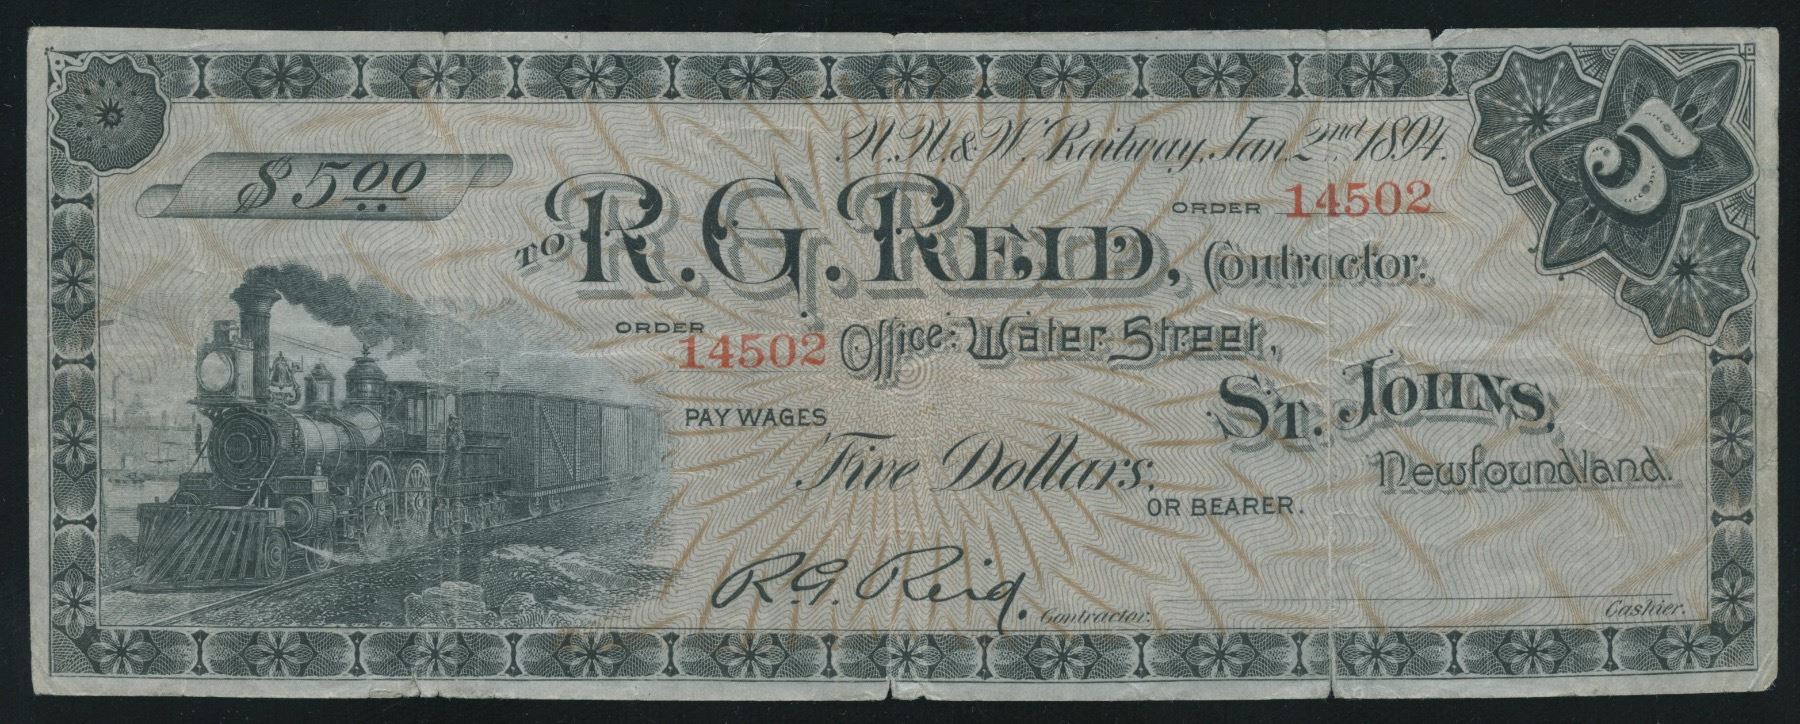 N. N. & W. Railway, Jan. 2nd, 1894.
5
$5.00
ORDER 14502
TO R. G. REID, Contractor.
ORDER 14502
Office: Water Street,
PAY WAGES
ST. JOHNS,
Five Dollars,
Newfoundland.
OR BEARER.
R. G. Reid.
Contractor.
Cashier.